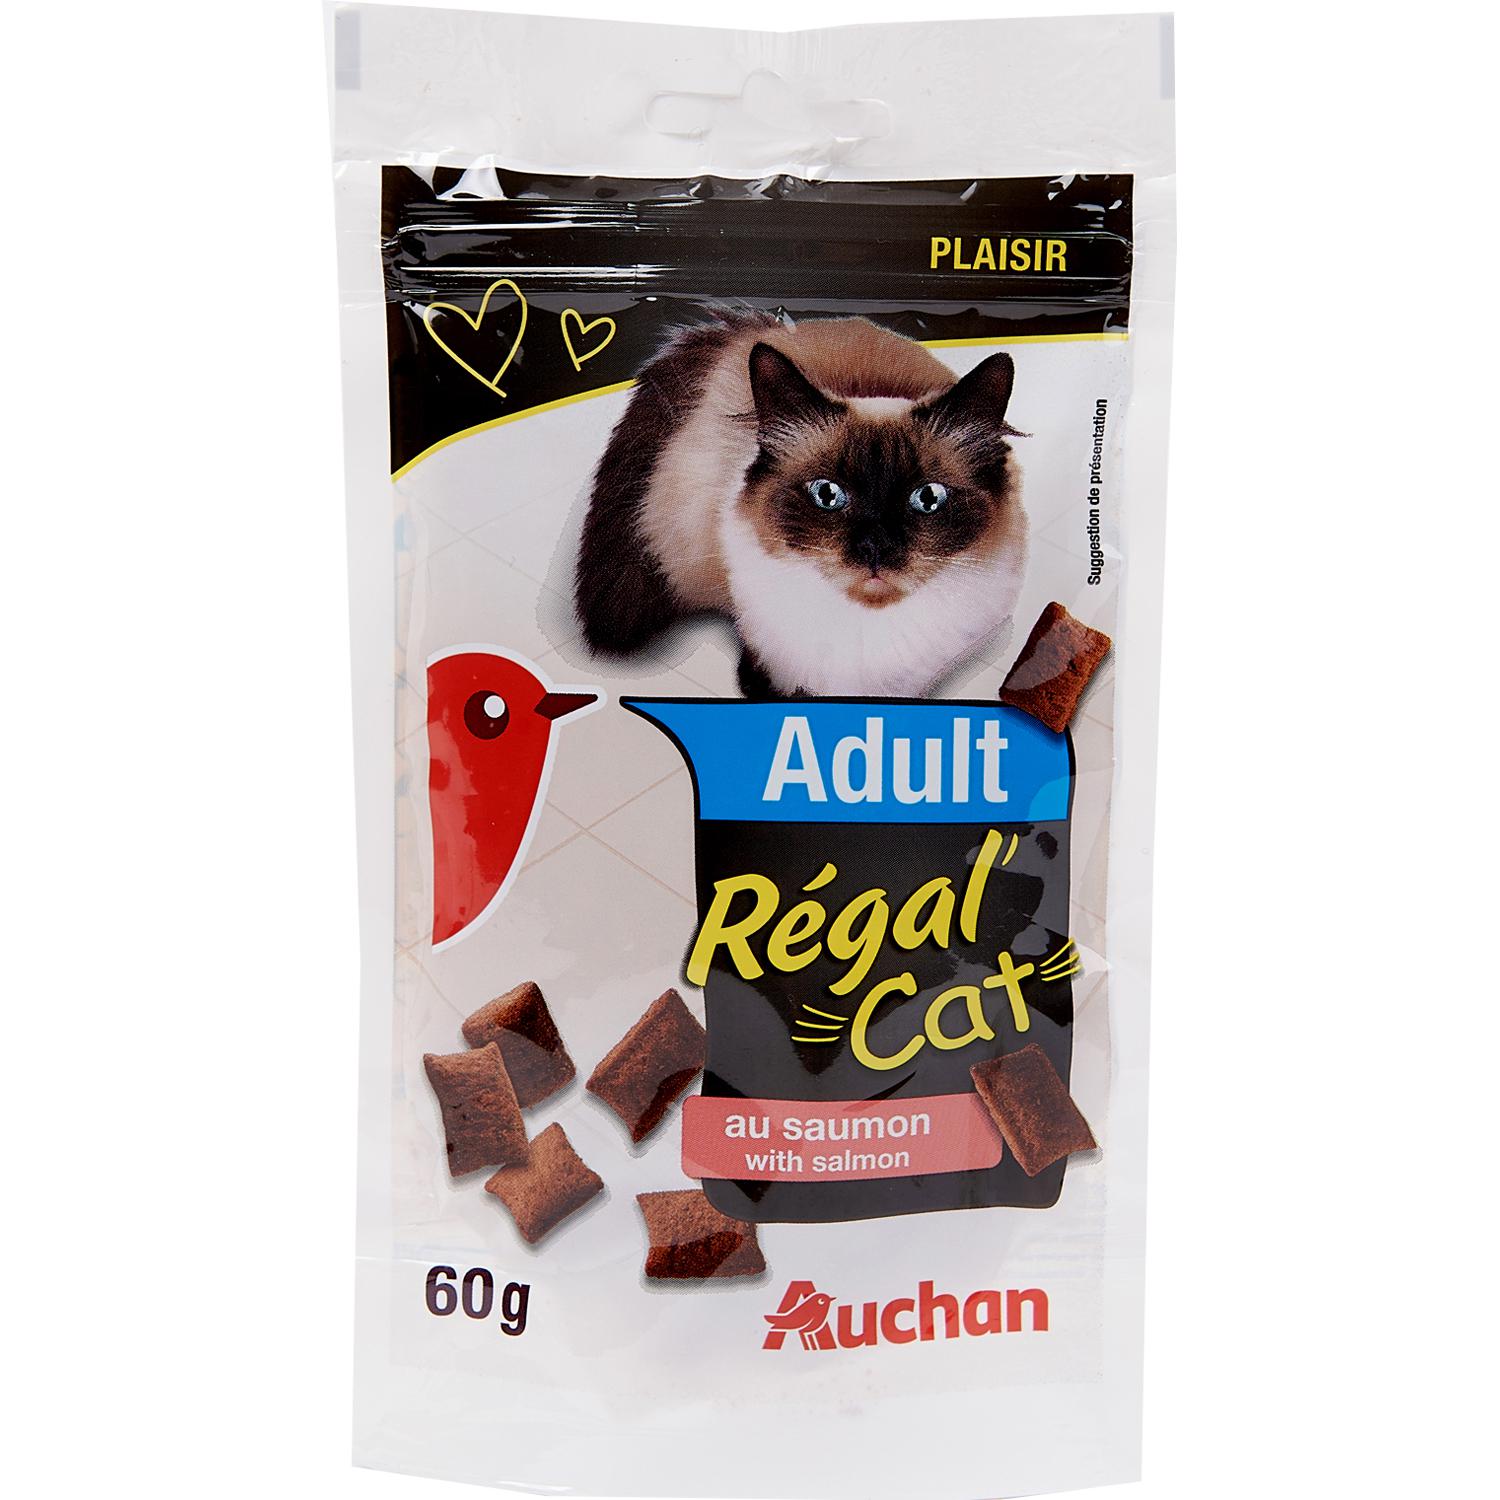 PLAISIR
Suggestion de présentation
Adult
Régal'
Cat
au saumon
with salmon
60g
Auchan